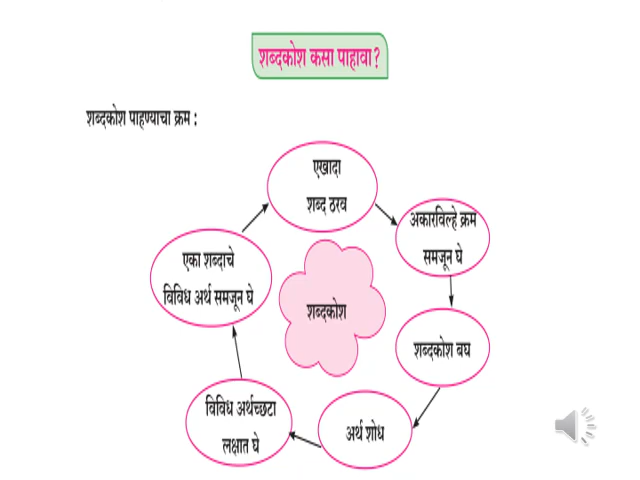 शब्दकोश कसा पाहावा?
शब्दकोश पाहण्याचा क्रम :
एखादा
शब्द ठरव
अकारविल्हे क्रम
समजून घे
शब्दकोश बघ
अर्थ शोध
विविध अर्थच्छटा
लक्षात घे
एका शब्दाचे
विविध अर्थ समजून घे
शब्दकोश